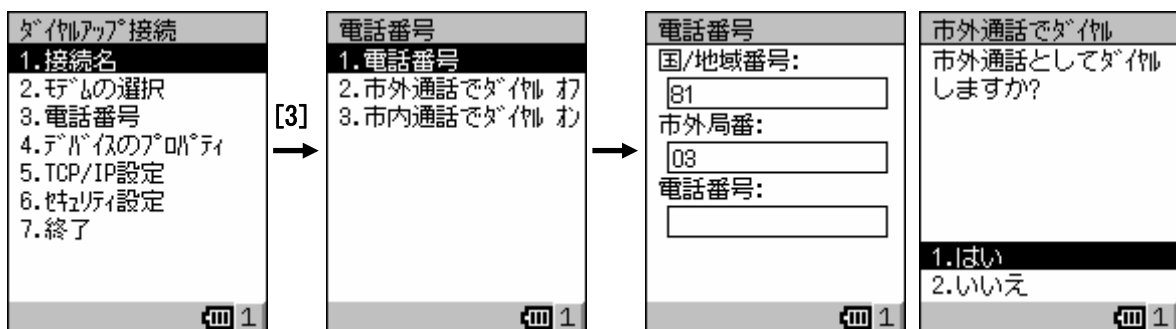 ﾀﾞｲﾔﾙｱｯﾌﾟ接続
1.接続名
2.ﾓﾃﾞﾑの選択
3.電話番号
4.ﾃﾞﾊﾞｲｽのﾌﾟﾛﾊﾟﾃｨ
5.TCP/IP設定
6.ｾｷｭﾘﾃｨ設定
7.終了
1
[3]
電話番号
1.電話番号
2.市外通話でﾀﾞｲﾔﾙ ｵﾌ
3.市内通話でﾀﾞｲﾔﾙ ｵﾝ
1
電話番号
国/地域番号:
81
市外局番:
03
電話番号:
1
市外通話でﾀﾞｲﾔﾙ
市外通話としてﾀﾞｲﾔﾙ
しますか?
1.はい
2.いいえ
1